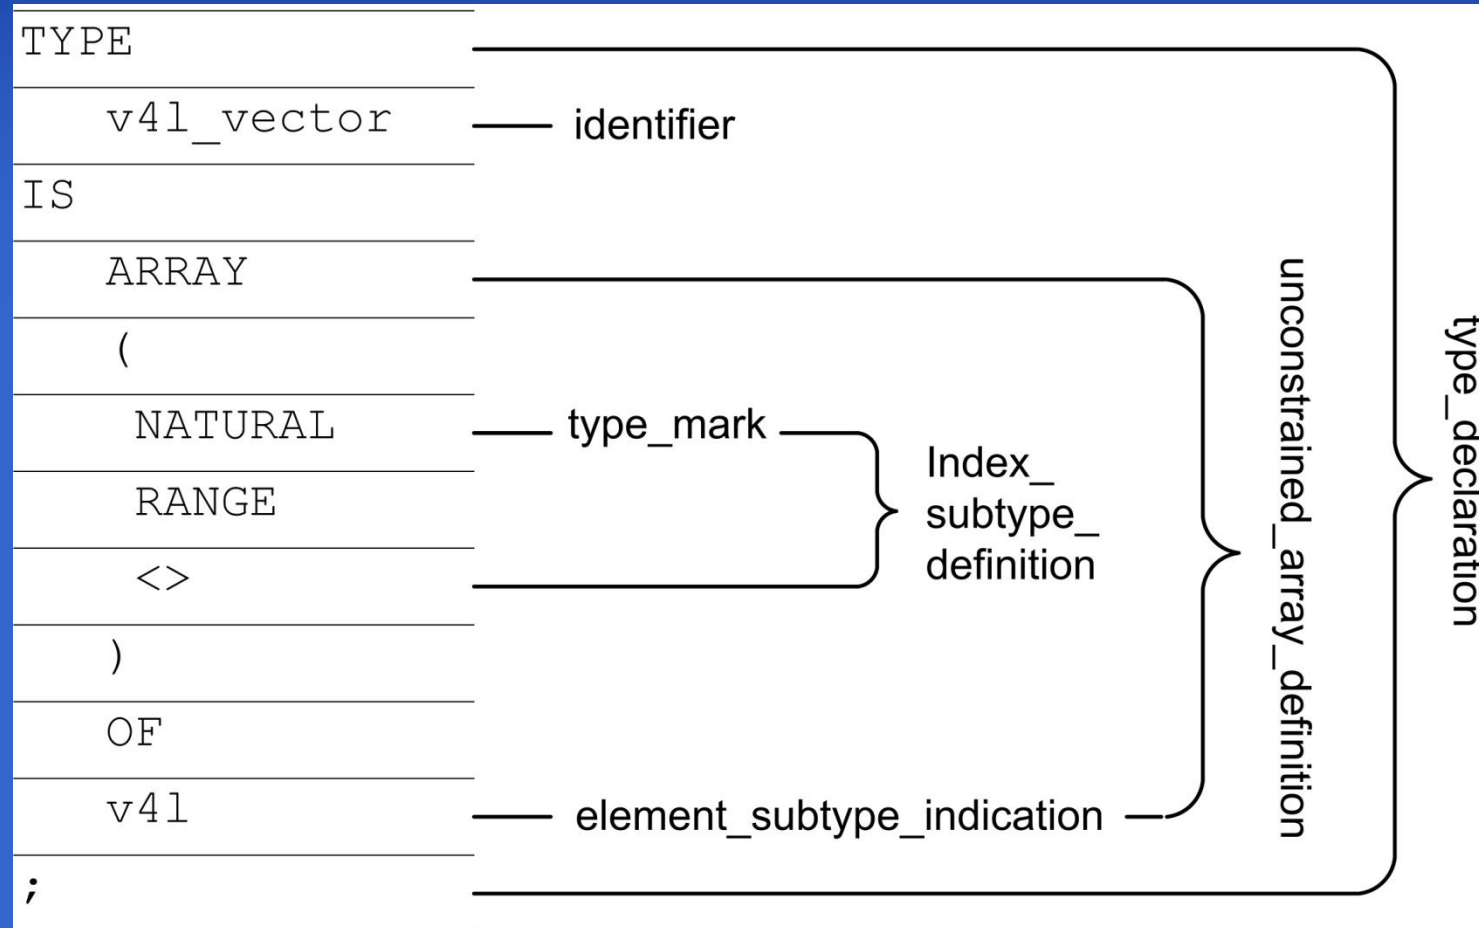 TYPE
v4l_vector
identifier
IS
ARRAY
(
NATURAL
type_mark
RANGE
<>
Index_
subtype_
definition
)
OF
v4l
element_subtype_indication
;
unconstrained_array_definition
type_declaration